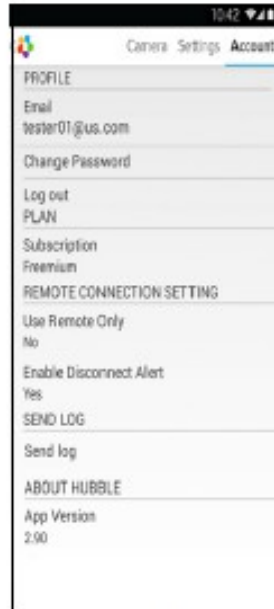 10:42
Camera Settings Account
PROFILE
Email
tester01@us.com
Change Password
Log out
PLAN
Subscription
Freemium
REMOTE CONNECTION SETTING
Use Remote Only
No
Enable Disconnect Alert
Yes
SEND LOG
Send log
ABOUT HUBBLE
App Version
2.90